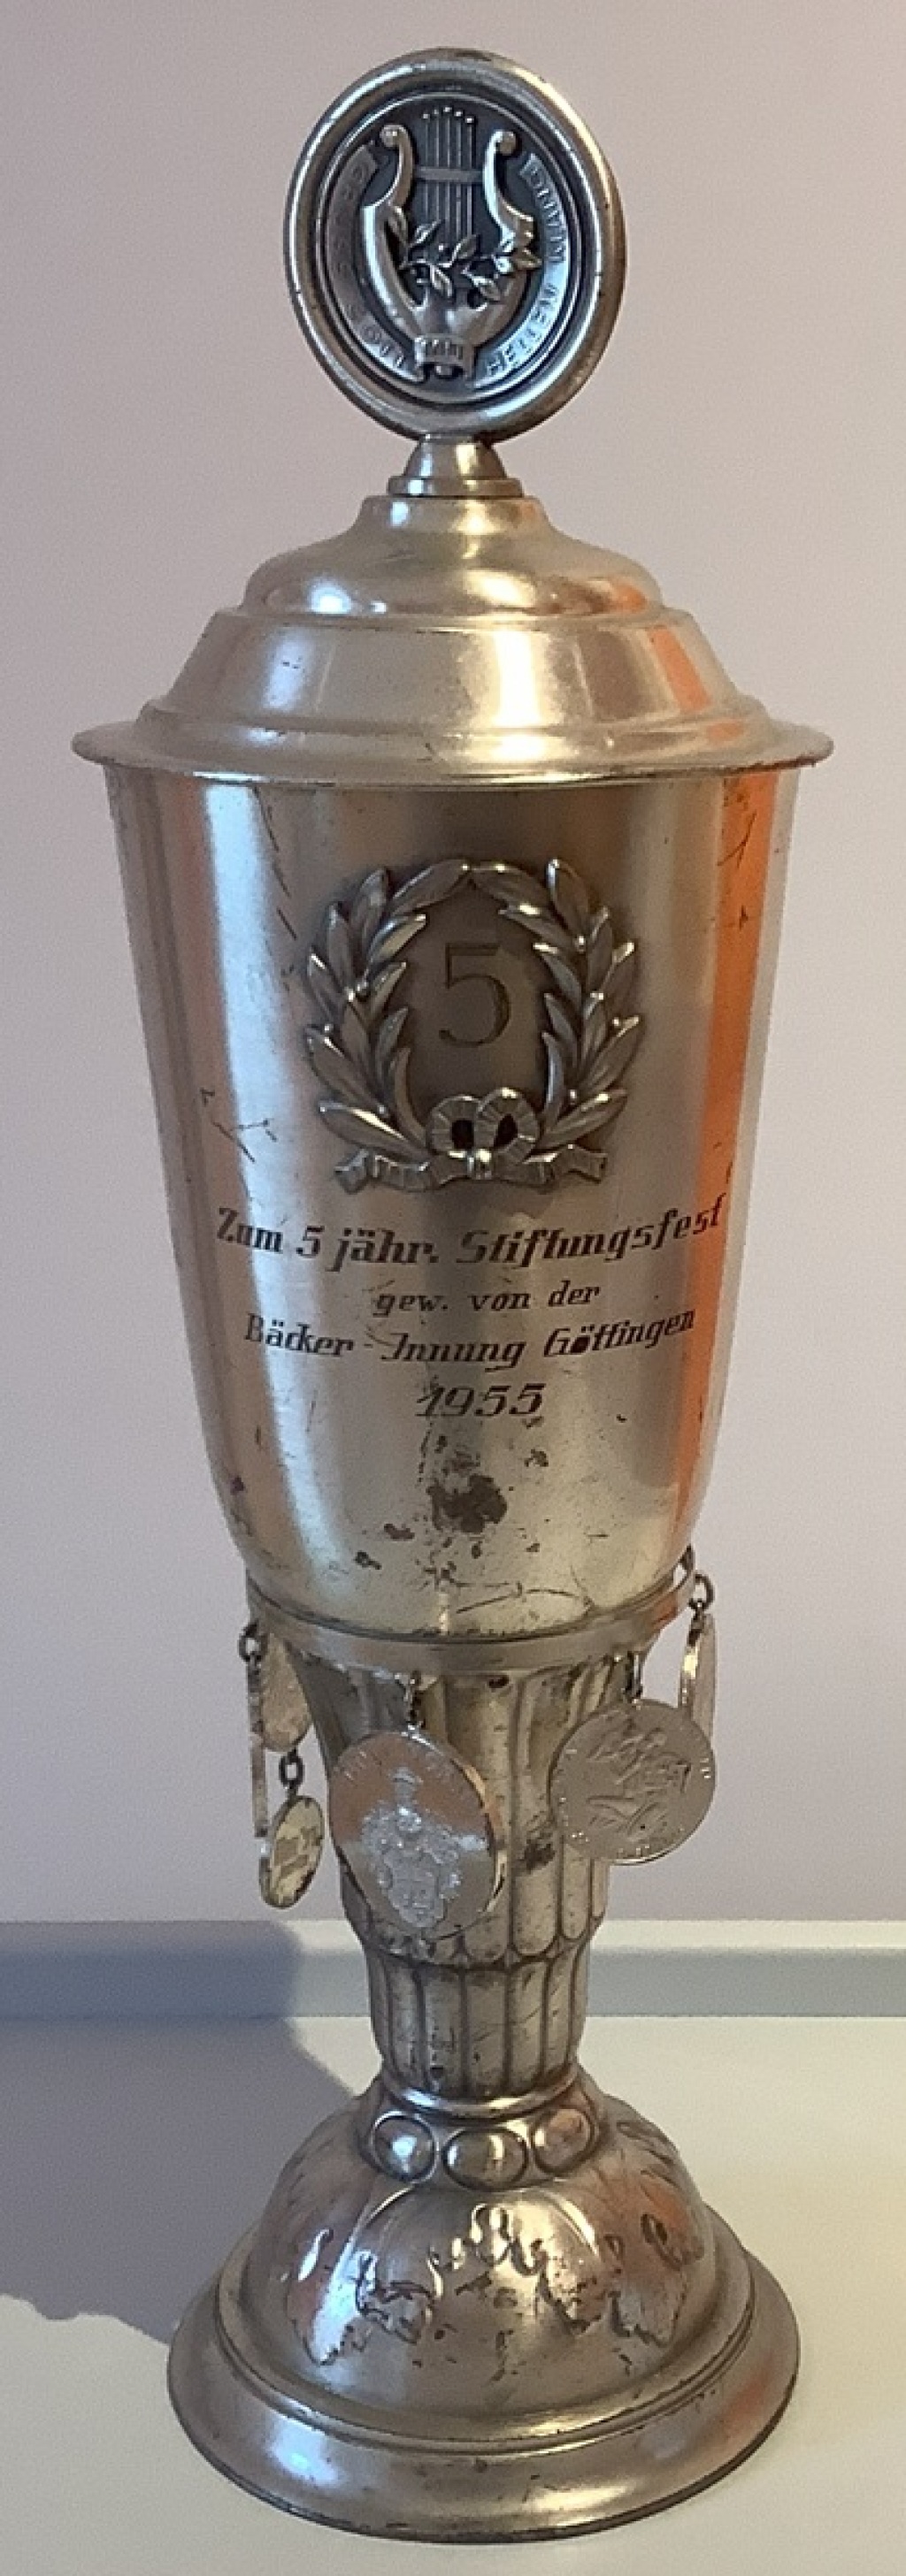 5
Zum 5 jähr. Stiftungsfest
gew. von der
Bäcker-Innung Göttingen
1955